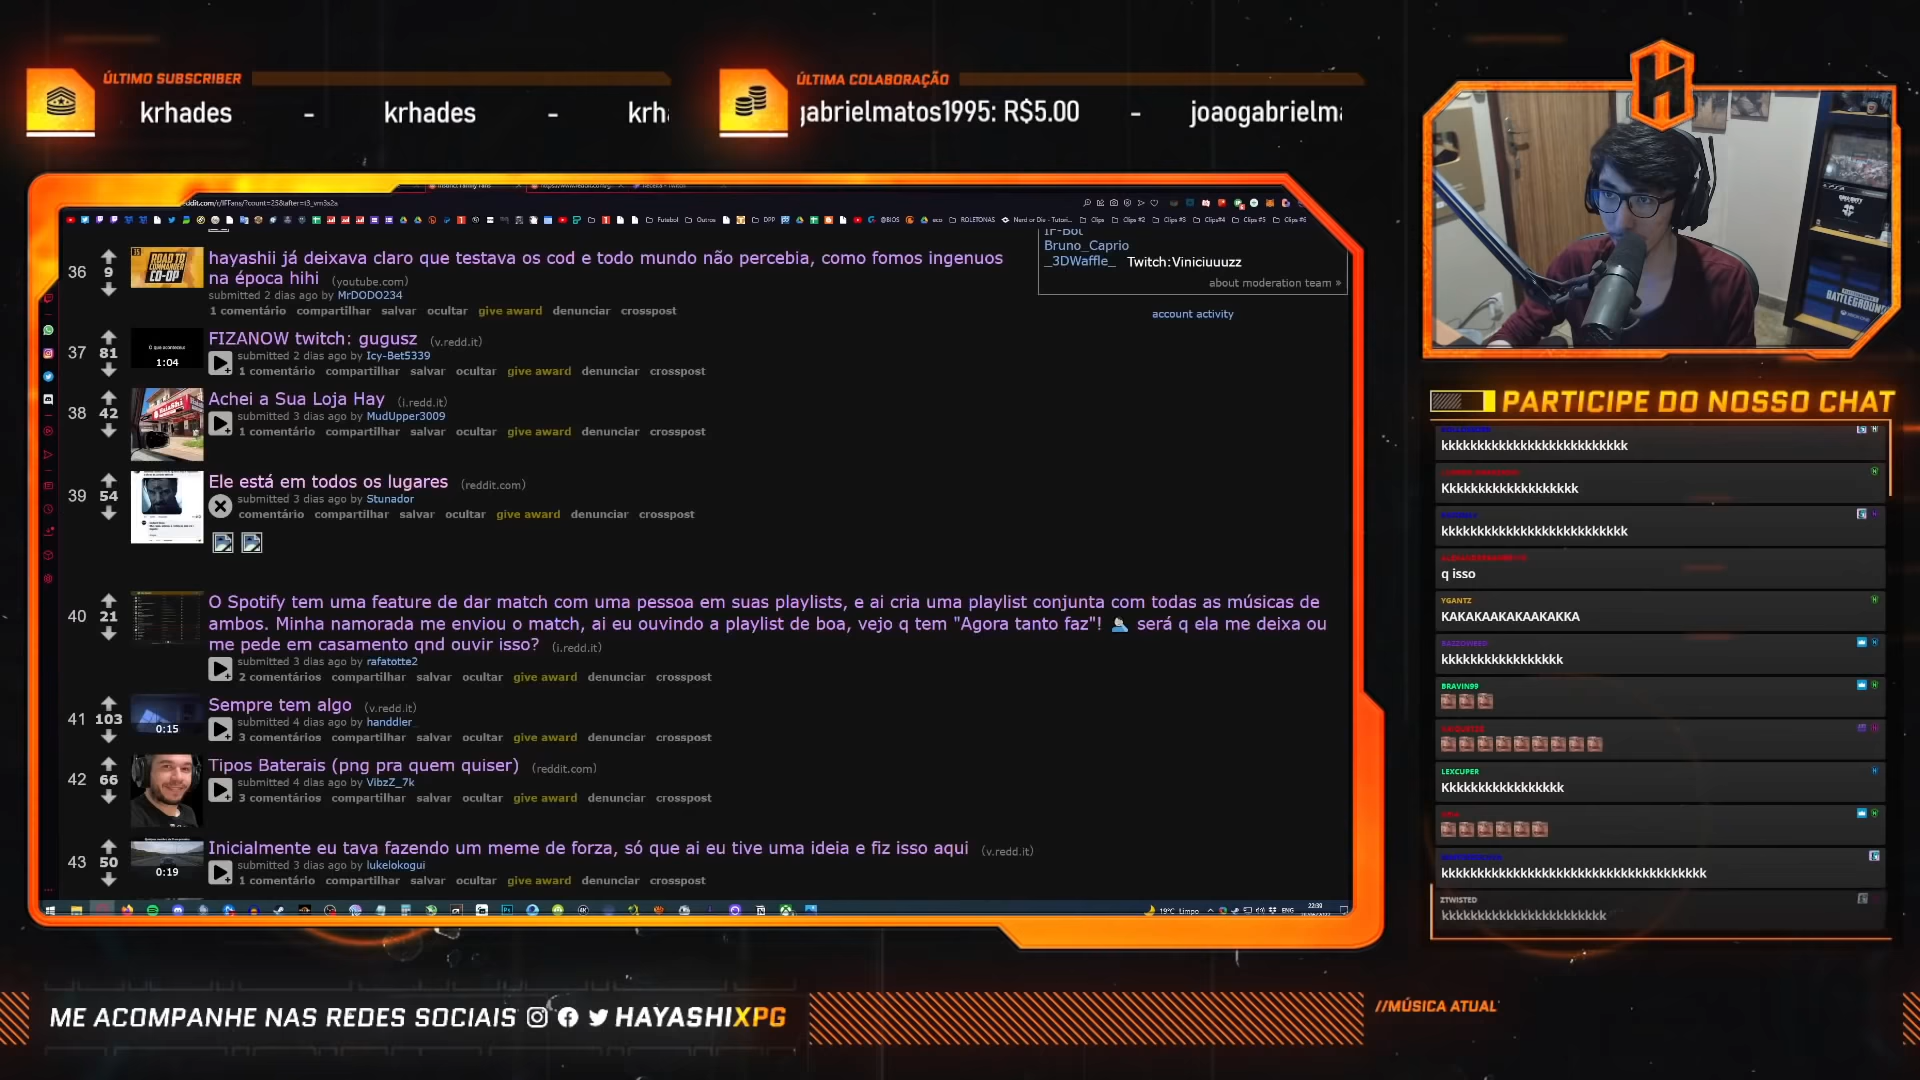 ÚLTIMO SUBSCRIBER
krhades - krhades -
ÚLTIMA COLABORAÇÃO
gabrielmatos1995: R$5.00 - joaogabrielma
36
9
hayashii já deixava claro que testava os cod e todo mundo não percebia, como fomos ingenuos
na época hihi (youtube.com)
submitted 2 dias ago by MrDODO234
1 comentário compartilhar salvar ocultar give award denunciar crosspost
Bruno_Caprio
_3DWaffle_ Twitch:Viniciuuuzz
about moderation team »
account activity
37
81
1:04
FIZANOW twitch: gugusz (v.redd.it)
submitted 2 dias ago by Icy-Bet5339
1 comentário compartilhar salvar ocultar give award denunciar crosspost
38
42
Achei a Sua Loja Hay (i.redd.it)
submitted 3 dias ago by MudUpper3009
1 comentário compartilhar salvar ocultar give award denunciar crosspost
39
54
Ele está em todos os lugares (reddit.com)
submitted 3 dias ago by Stunador
comentário compartilhar salvar ocultar give award denunciar crosspost
40
21
O Spotify tem uma feature de dar match com uma pessoa em suas playlists, e ai cria uma playlist conjunta com todas as músicas de
ambos. Minha namorada me enviou o match, ai eu ouvindo a playlist de boa, vejo q tem "Agora tanto faz"! será q ela me deixa ou
me pede em casamento qnd ouvir isso? (i.redd.it)
submitted 3 dias ago by rafatotte2
2 comentários compartilhar salvar ocultar give award denunciar crosspost
41
103
0:15
Sempre tem algo (v.redd.it)
submitted 4 dias ago by handdler_
3 comentários compartilhar salvar ocultar give award denunciar crosspost
42
66
Tipos Baterais (png pra quem quiser) (reddit.com)
submitted 4 dias ago by VibzZ_7k
3 comentários compartilhar salvar ocultar give award denunciar crosspost
43
50
0:19
Inicialmente eu tava fazendo um meme de forza, só que ai eu tive uma ideia e fiz isso aqui (v.redd.it)
submitted 3 dias ago by lukelokogui
1 comentário compartilhar salvar ocultar give award denunciar crosspost
19°C Limpo
ENG
22:39
PARTICIPE DO NOSSO CHAT
kkkkkkkkkkkkkkkkkkkkkkkkkk
Kkkkkkkkkkkkkkkkkkk
kkkkkkkkkkkkkkkkkkkkkkkkkk
q isso
YGANTZ
KAKAKAAKAKAAKAKKA
kkkkkkkkkkkkkkkkk
BRAVIN99
LEXCUPER
Kkkkkkkkkkkkkkkkk
kkkkkkkkkkkkkkkkkkkkkkkkkkkkkkkkkkkkk
ZTWISTED
kkkkkkkkkkkkkkkkkkkkkkk
ME ACOMPANHE NAS REDES SOCIAIS HAYASHIXPG
//MÚSICA ATUAL